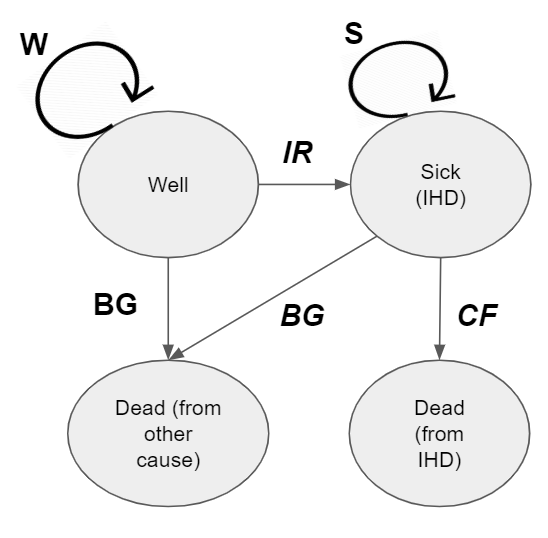 W
S
IR
Well
Sick
(IHD)
BG
BG
CF
Dead (from
other
cause)
Dead
(from
IHD)